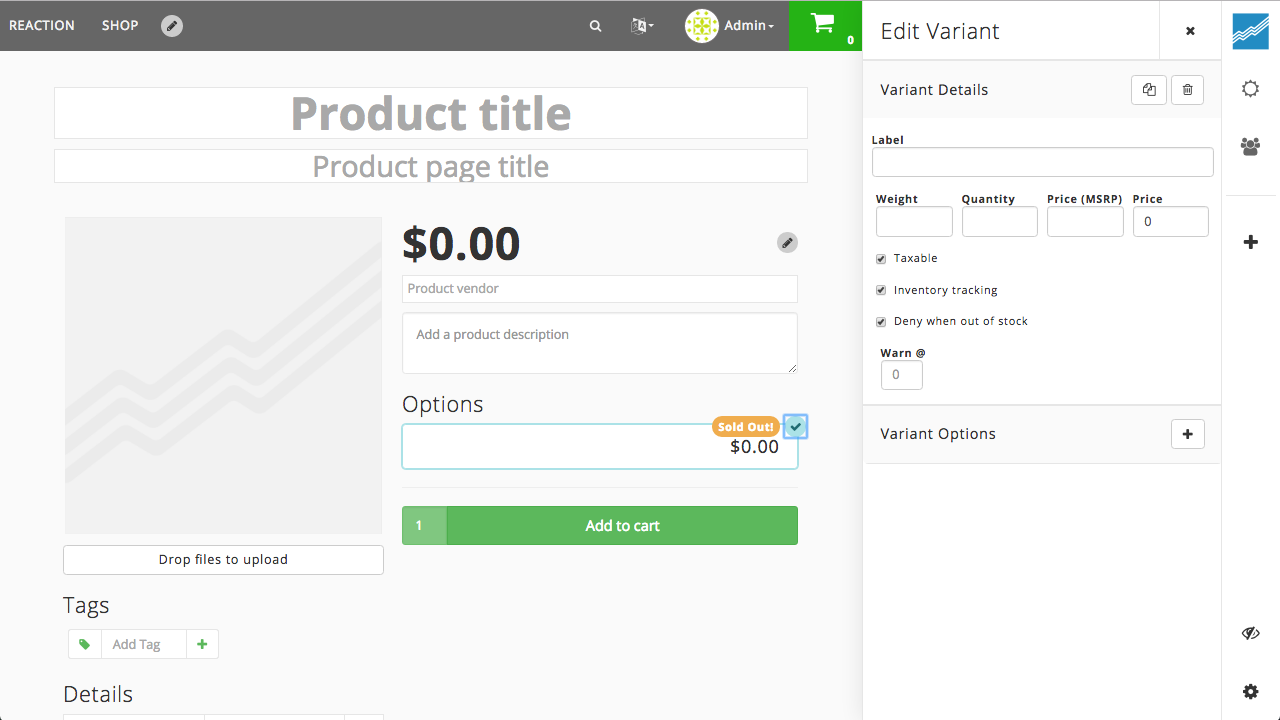 REACTION SHOP Admin 0
Product title
Product page title
$0.00
Product vendor
Add a product description
Options
Sold Out!
$0.00
1 Add to cart
Drop files to upload
Tags
Add Tag
Details
Edit Variant
Variant Details
Label
Weight Quantity Price (MSRP) Price
0
Taxable
Inventory tracking
Deny when out of stock
Warn @
0
Variant Options